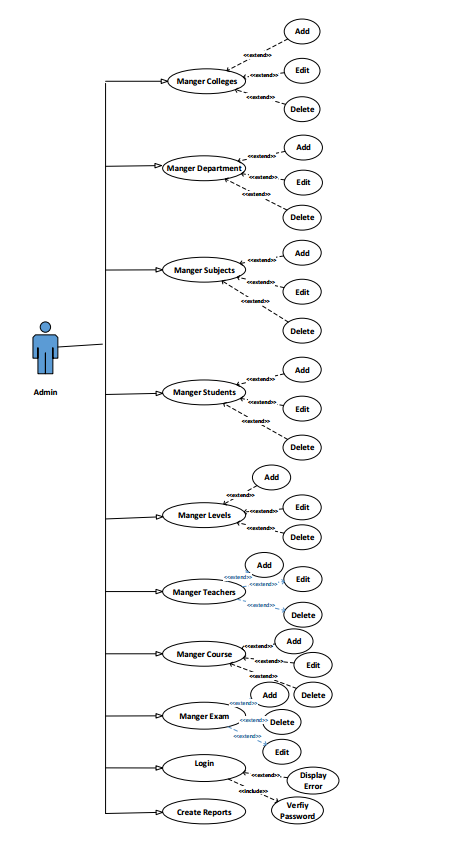 Add
<<extend>>
Edit
Manger Colleges
<<extend>>
<<extend>>
Delete
Add
<<extend>>
Manger Department
<<extend>>
Edit
<<extend>>
Delete
Add
<<extend>>
Manger Subjects
<<extend>>
Edit
<<extend>>
Delete
Admin
Add
<<extend>>
Manger Students
<<extend>>
Edit
<<extend>>
Delete
Add
<<extend>>
Manger Levels
<<extend>>
Edit
<<extend>>
Delete
Add
<<extend>>
Edit
<<extend>>
Manger Teachers
<<extend>>
Delete
Add
<<extend>>
Manger Course
<<extend>>
Edit
<<extend>>
Add
Delete
<<extend>>
Manger Exam
<<extend>>
Delete
<<extend>>
Edit
Login
<<extend>>
Display
Error
<<include>>
Verfiy
Password
Create Reports